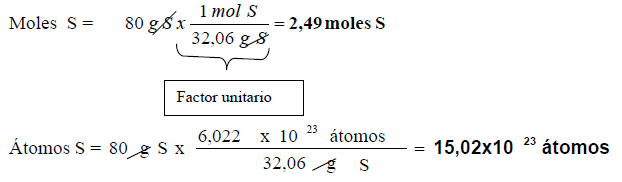 1 mol S
Moles S = 80 g S x = 2,49 moles S
32,06 g S
Factor unitario
6,022 x 10 23 átomos
Átomos S = 80 g S x = 15,02x10 23 átomos
32,06 g S